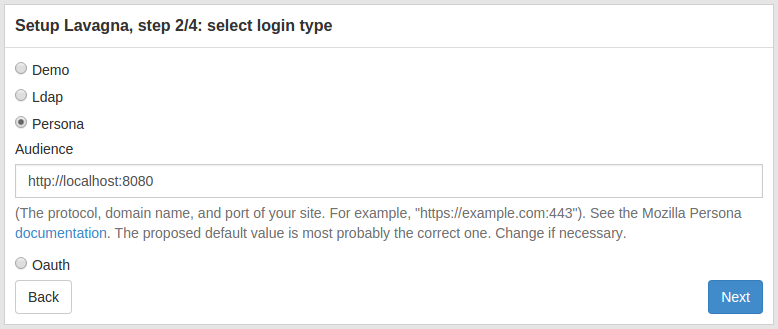 Setup Lavagna, step 2/4: select login type
Demo
Ldap
Persona
Audience
http://localhost:8080
(The protocol, domain name, and port of your site. For example, "https://example.com:443"). See the Mozilla Persona
documentation. The proposed default value is most probably the correct one. Change if necessary.
Oauth
Back Next